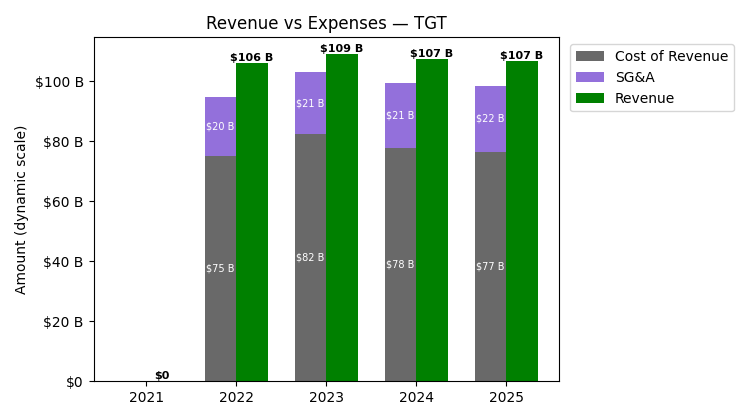 Revenue vs Expenses — TGT
Amount (dynamic scale)
$100 B
$80 B
$60 B
$40 B
$20 B
$0
$0
$106 B
$109 B
$107 B
$107 B
$20 B
$21 B
$21 B
$22 B
$75 B
$82 B
$78 B
$77 B
2021
2022
2023
2024
2025
Cost of Revenue
SG&A
Revenue